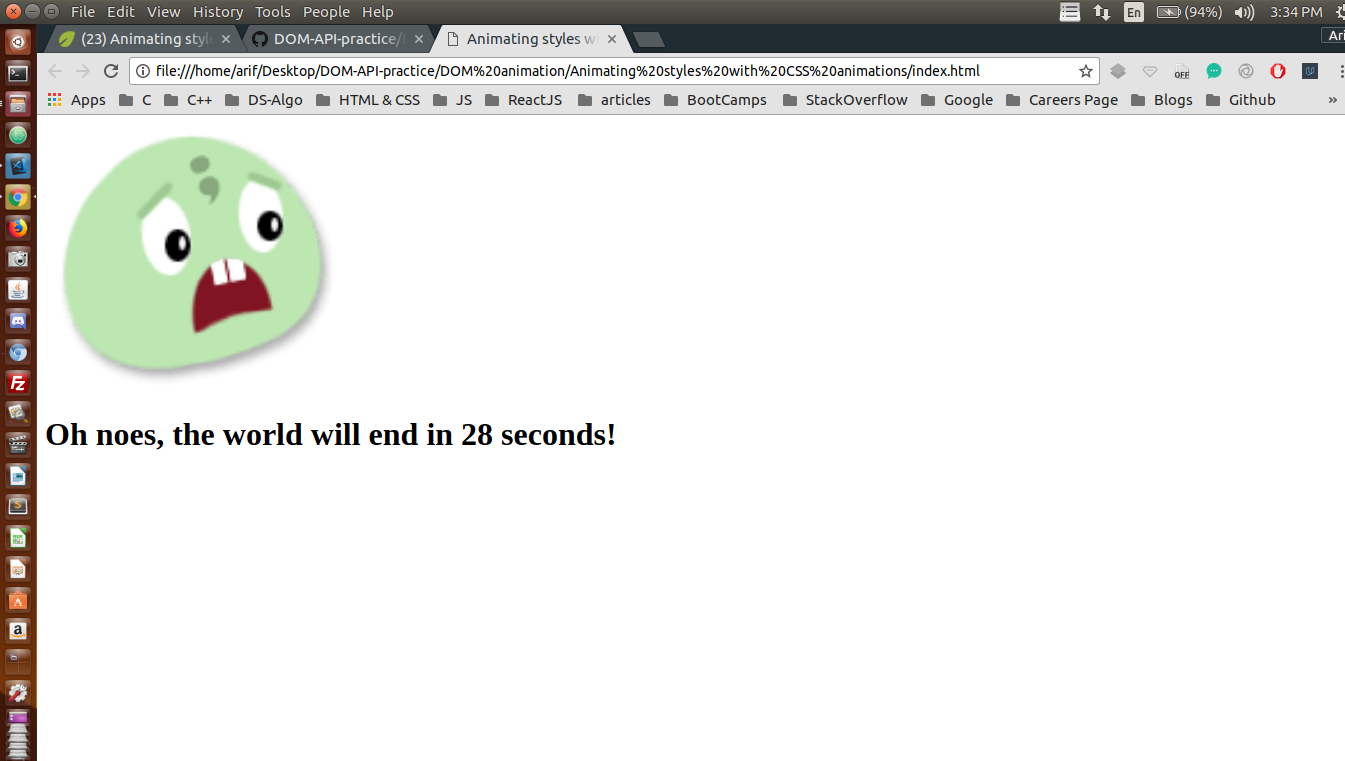 File Edit View History Tools People Help
En (94%) 3:34 PM
(23) Animating styl DOM-API-practice/ Animating styles wi
Ari
file:///home/arif/Desktop/DOM-API-practice/DOM%20animation/Animating%20styles%20with%20CSS%20animations/index.html
OFF
Apps C C++ DS-Algo HTML & CSS JS ReactJS articles BootCamps StackOverflow Google Careers Page Blogs Github »
Oh noes, the world will end in 28 seconds!